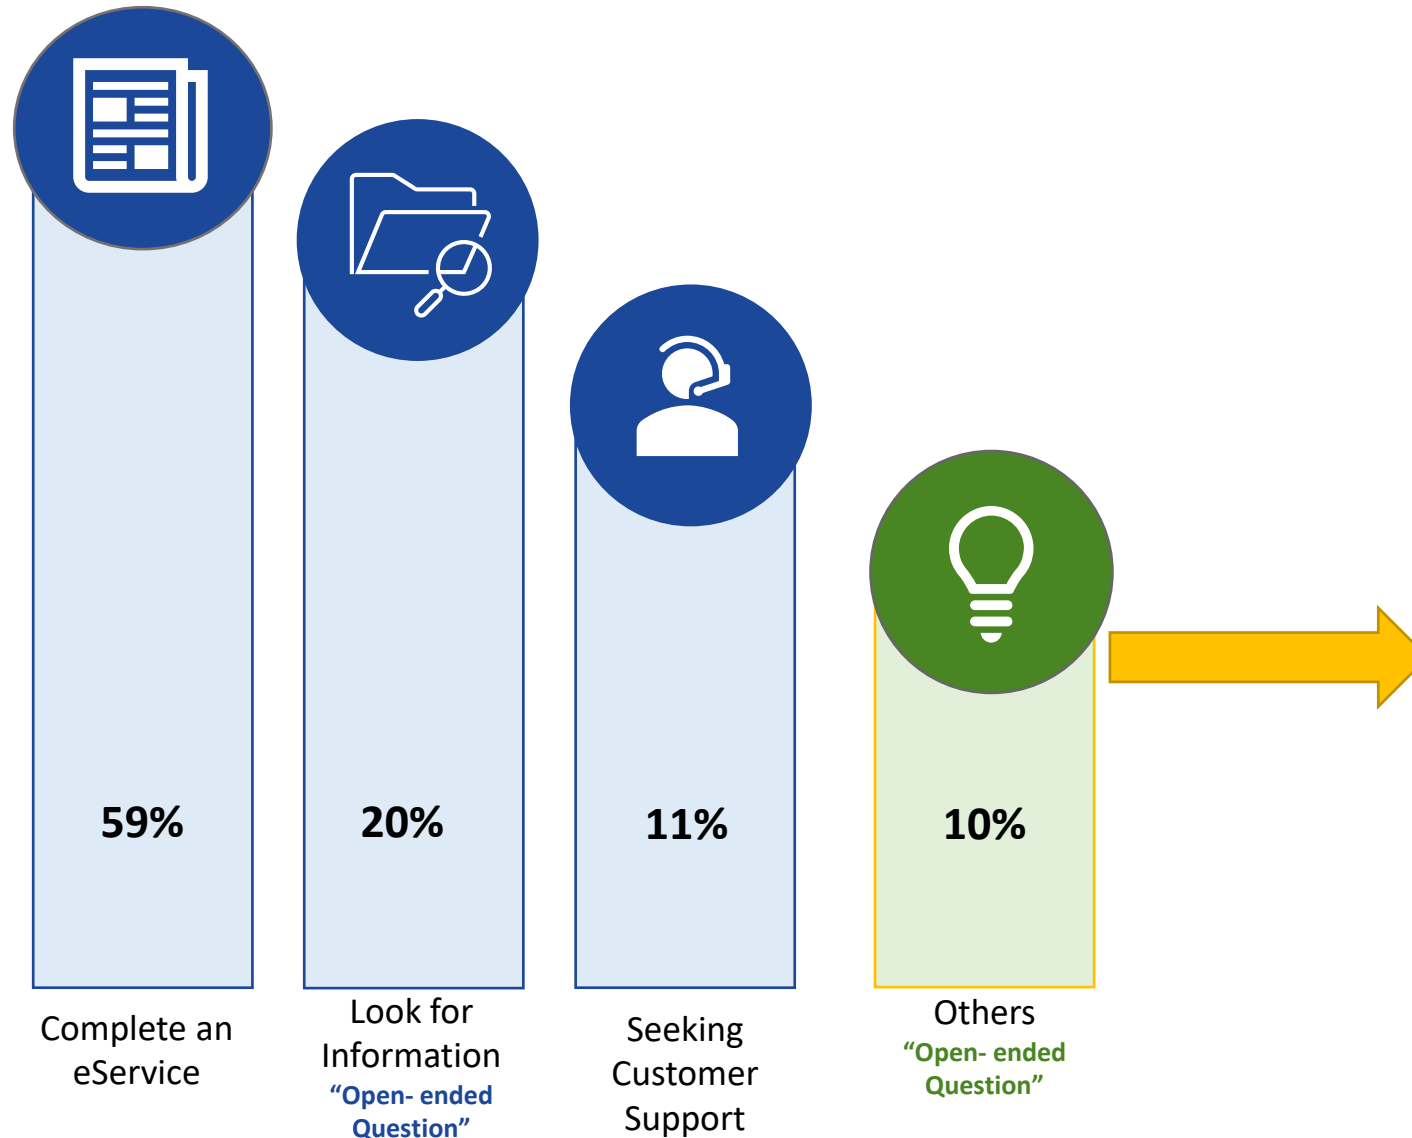 59%
20%
11%
10%
Complete an
eService
Look for
Information
“Open- ended
Question”
Seeking
Customer
Support
Others
“Open- ended
Question”